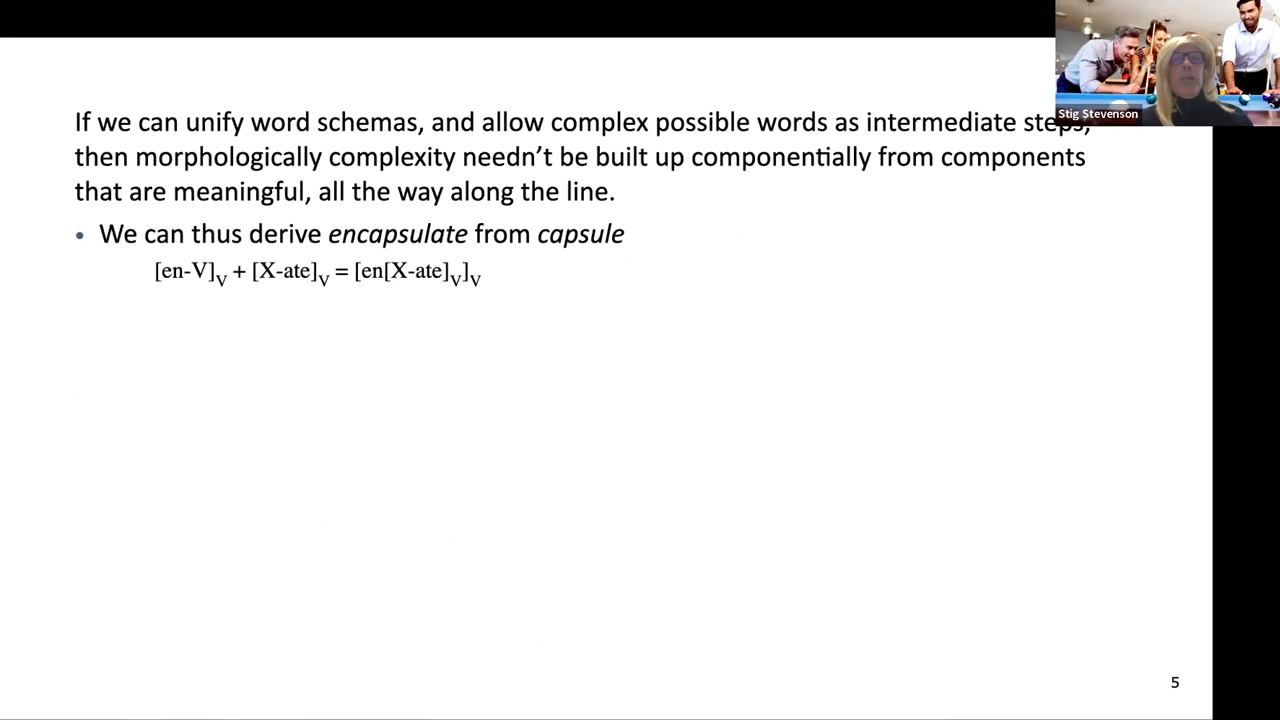 If we can unify word schemas, and allow complex possible words as intermediate steps,
then morphologically complexity needn't be built up componentially from components
that are meaningful, all the way along the line.
• We can thus derive encapsulate from capsule
[en-V]V + [X-ate]V = [en[X-ate]V]V
Stig Stevenson
5